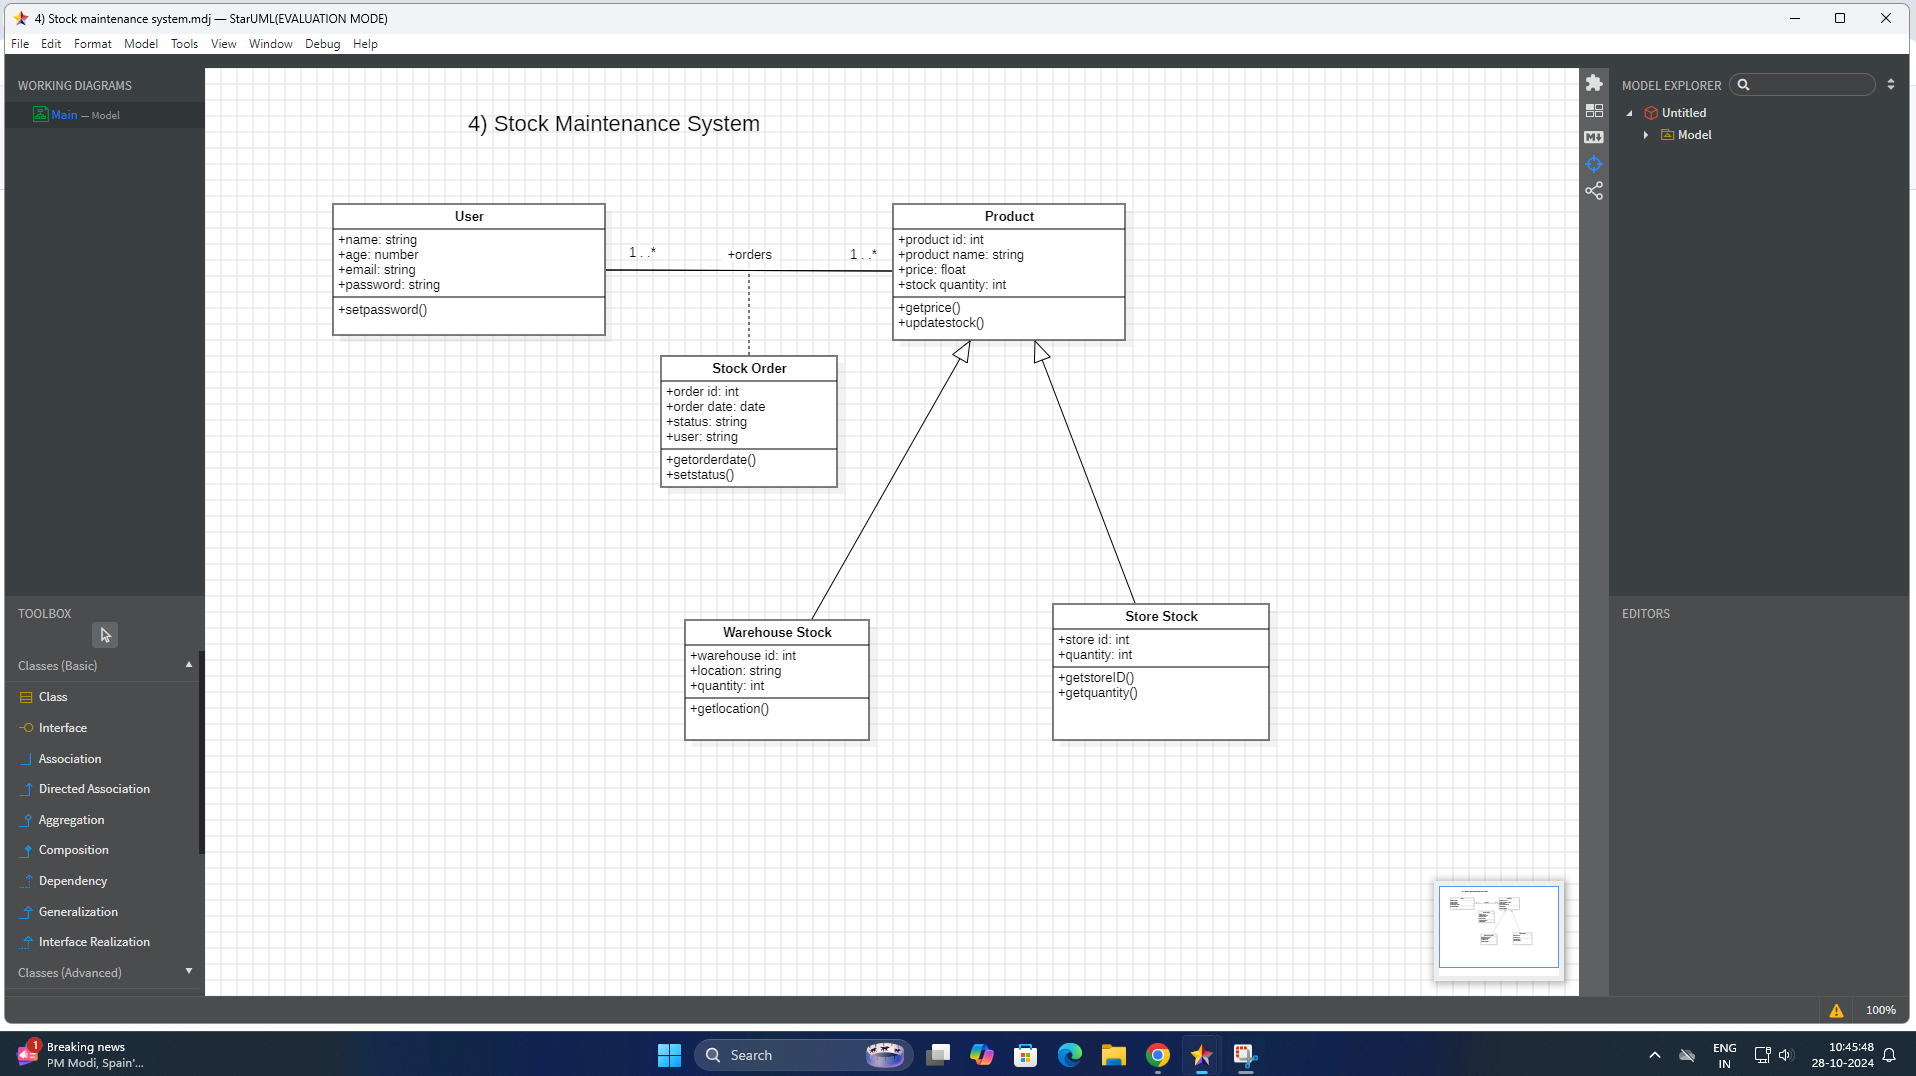 4) Stock maintenance system.mdj — StarUML(EVALUATION MODE)
File Edit Format Model Tools View Window Debug Help
WORKING DIAGRAMS
Main — Model
TOOLBOX
Classes (Basic)
Class
Interface
Association
Directed Association
Aggregation
Composition
Dependency
Generalization
Interface Realization
Classes (Advanced)
4) Stock Maintenance System
User
+name: string
+age: number
+email: string
+password: string
+setpassword()
1 . .*
+orders
1 . .*
Product
+product id: int
+product name: string
+price: float
+stock quantity: int
+getprice()
+updatestock()
Stock Order
+order id: int
+order date: date
+status: string
+user: string
+getorderdate()
+setstatus()
Warehouse Stock
+warehouse id: int
+location: string
+quantity: int
+getlocation()
Store Stock
+store id: int
+quantity: int
+getstoreID()
+getquantity()
MODEL EXPLORER
Untitled
Model
EDITORS
100%
1
Breaking news
PM Modi, Spain'...
Search
ENG
IN
10:45:48
28-10-2024